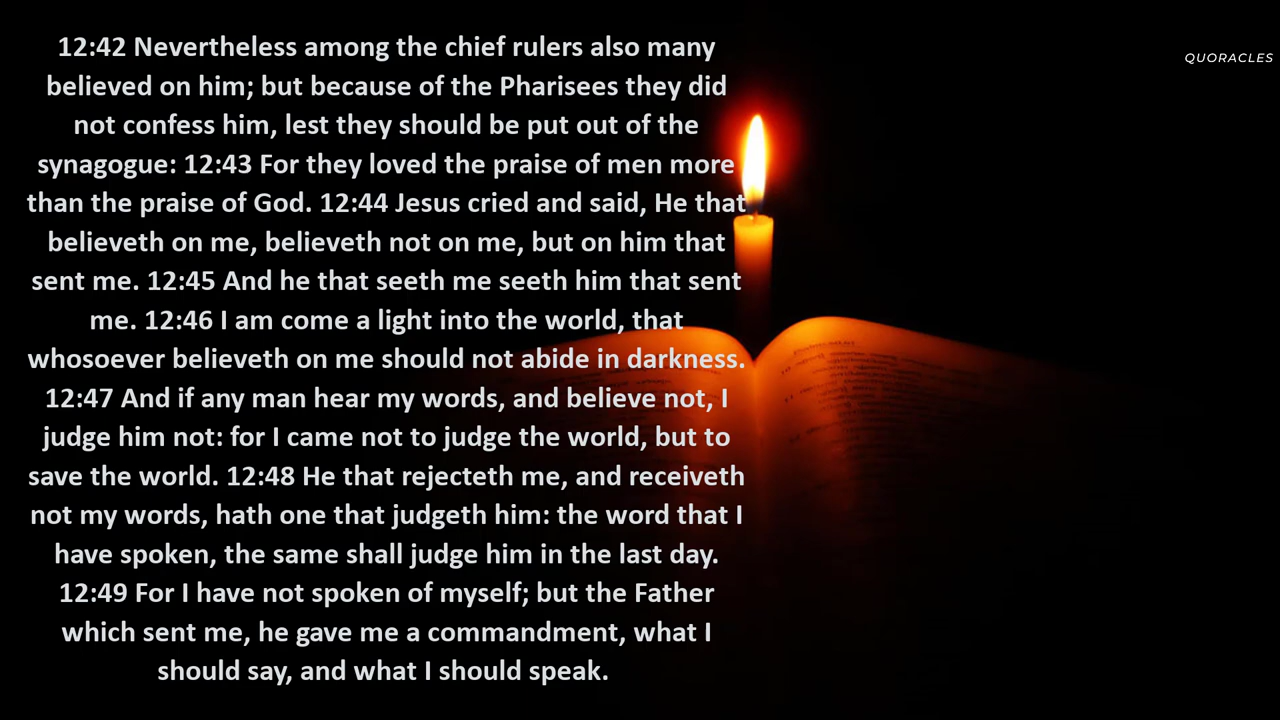 12:42 Nevertheless among the chief rulers also many
believed on him; but because of the Pharisees they did
not confess him, lest they should be put out of the
synagogue: 12:43 For they loved the praise of men more
than the praise of God. 12:44 Jesus cried and said, He that
believeth on me, believeth not on me, but on him that
sent me. 12:45 And he that seeth me seeth him that sent
me. 12:46 I am come a light into the world, that
whosoever believeth on me should not abide in darkness.
12:47 And if any man hear my words, and believe not, I
judge him not: for I came not to judge the world, but to
save the world. 12:48 He that rejecteth me, and receiveth
not my words, hath one that judgeth him: the word that I
have spoken, the same shall judge him in the last day.
12:49 For I have not spoken of myself; but the Father
which sent me, he gave me a commandment, what I
should say, and what I should speak.
QUORACLES